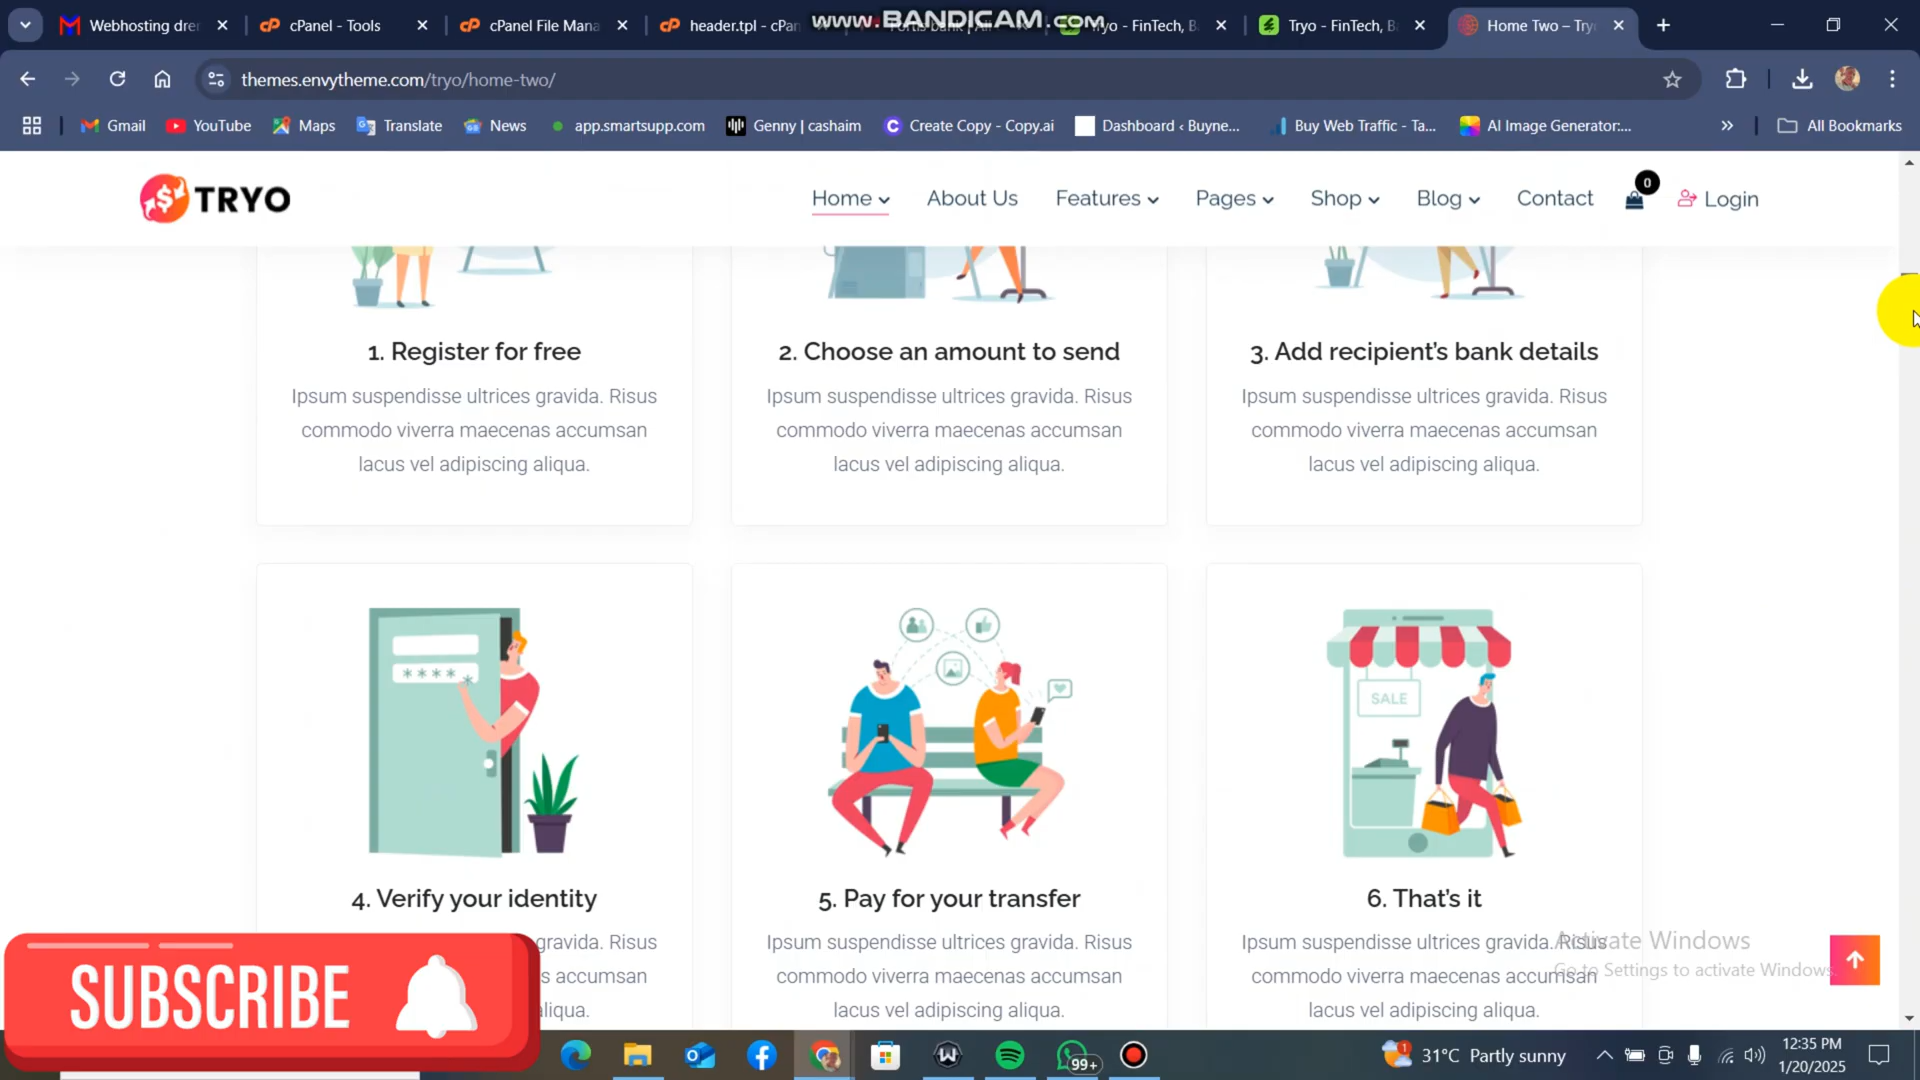 www.BANDICAM.com
Webhosting dre
cPanel - Tools
cPanel File Mana
header.tpl - cPan
Tryo - FinTech, B
Tryo - FinTech, B
Home Two – Try
themes.envytheme.com/tryo/home-two/
Gmail
YouTube
Maps
Translate
News
app.smartsupp.com
Genny | cashaim
Create Copy - Copy.ai
Dashboard ‹ Buyne...
Buy Web Traffic - Ta...
AI Image Generator:...
All Bookmarks
TRYO
Home
About Us
Features
Pages
Shop
Blog
Contact
0
Login
1. Register for free
Ipsum suspendisse ultrices gravida. Risus
commodo viverra maecenas accumsan
lacus vel adipiscing aliqua.
2. Choose an amount to send
Ipsum suspendisse ultrices gravida. Risus
commodo viverra maecenas accumsan
lacus vel adipiscing aliqua.
3. Add recipient’s bank details
Ipsum suspendisse ultrices gravida. Risus
commodo viverra maecenas accumsan
lacus vel adipiscing aliqua.
****
*
SALE
4. Verify your identity
gravida. Risus
s accumsan
liqua.
5. Pay for your transfer
Ipsum suspendisse ultrices gravida. Risus
commodo viverra maecenas accumsan
lacus vel adipiscing aliqua.
6. That’s it
Ipsum suspendisse ultrices gravida. Risus
commodo viverra maecenas accumsan
lacus vel adipiscing aliqua.
Activate Windows
Go to Settings to activate Windows.
SUBSCRIBE
99+
1
31°C Partly sunny
12:35 PM
1/20/2025